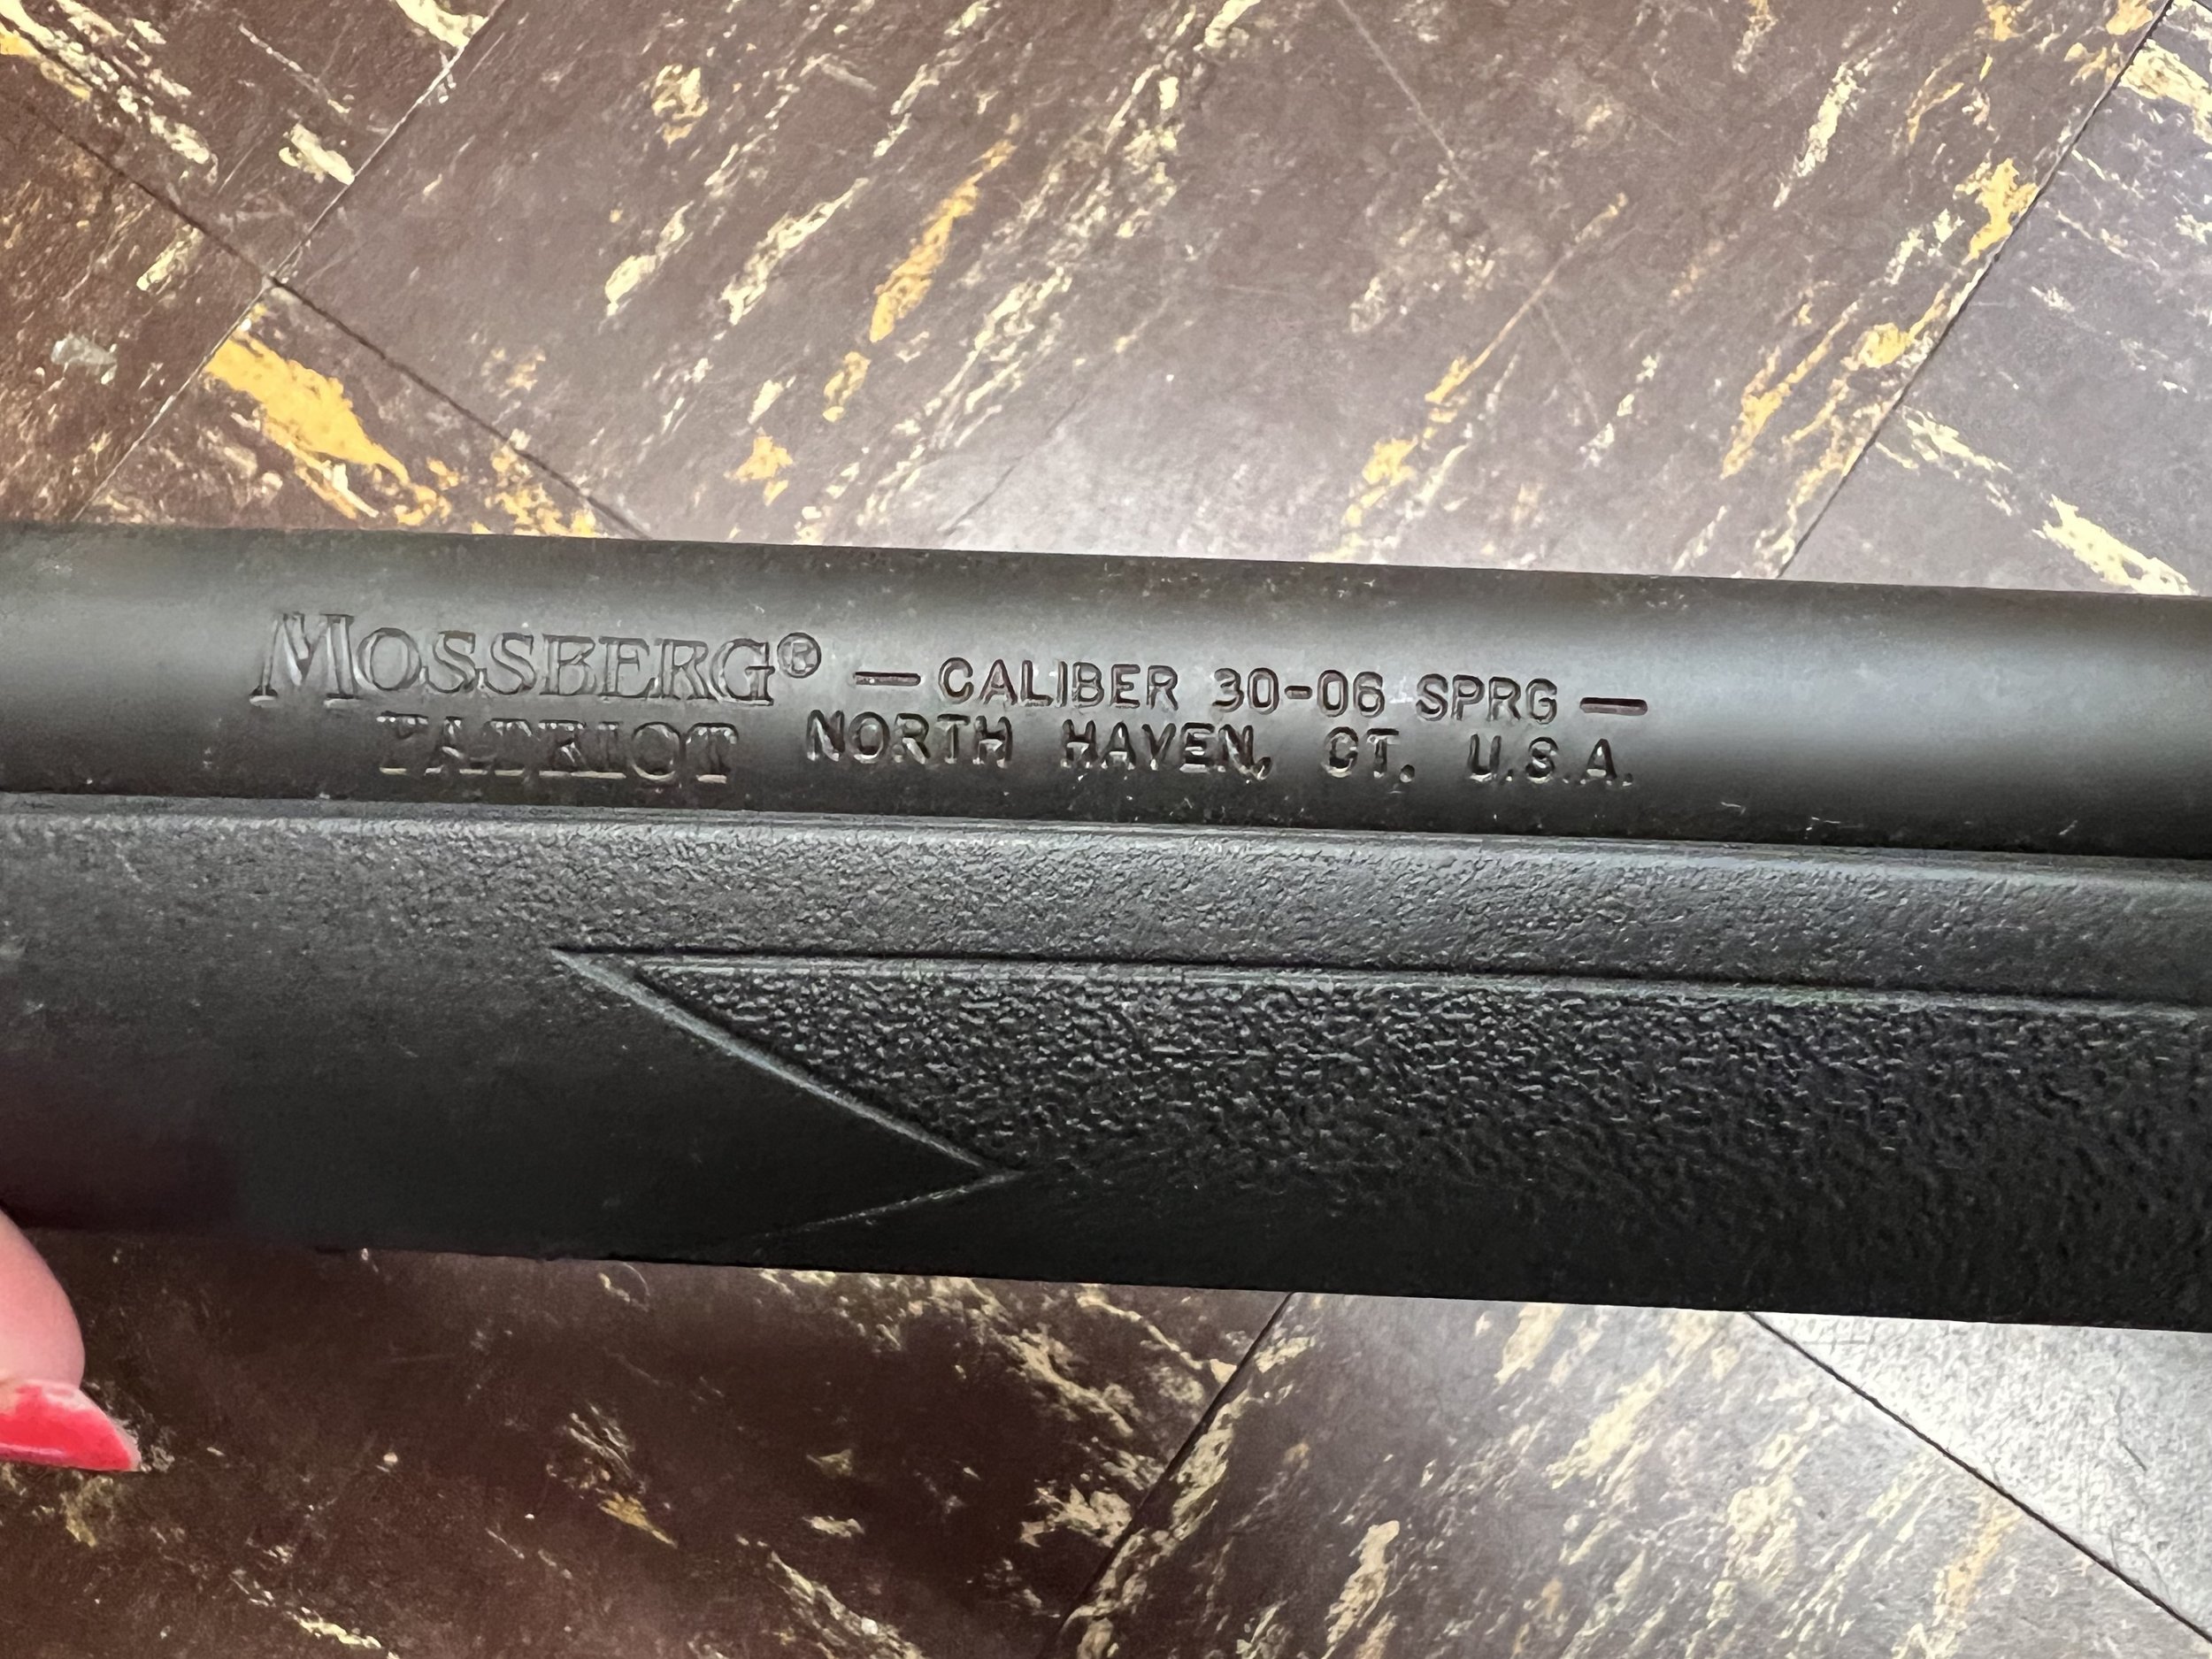 MOSSBERG® — CALIBER 30-06 SPRG —
PATRIOT NORTH HAVEN, CT. U.S.A.